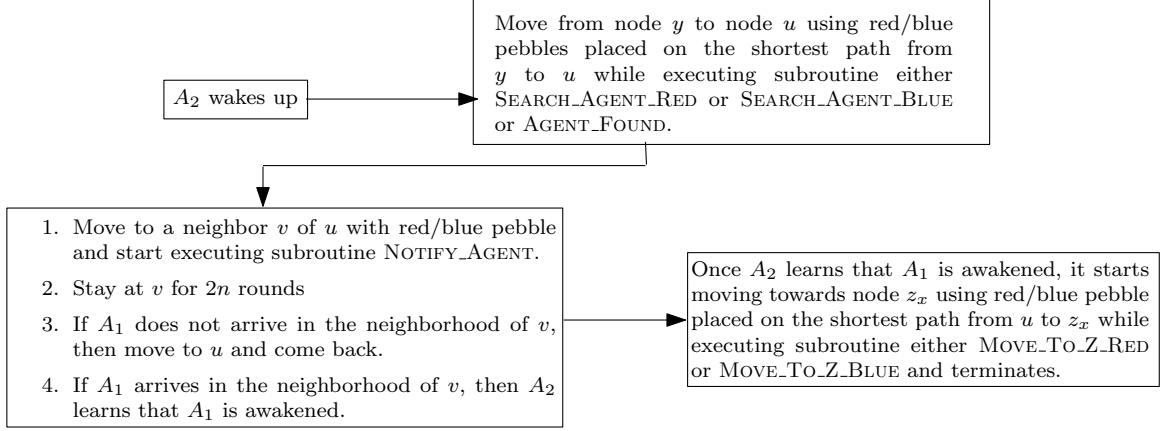 Move from node y to node u using red/blue
pebbles placed on the shortest path from
y to u while executing subroutine either
SEARCH_AGENT_RED or SEARCH_AGENT_BLUE
or AGENT_FOUND.
A₂ wakes up
1. Move to a neighbor v of u with red/blue pebble
and start executing subroutine NOTIFY_AGENT.
2. Stay at v for 2n rounds
3. If A₁ does not arrive in the neighborhood of v,
then move to u and come back.
4. If A₁ arrives in the neighborhood of v, then A₂
learns that A₁ is awakened.
Once A₂ learns that A₁ is awakened, it starts
moving towards node zₓ using red/blue pebble
placed on the shortest path from u to zₓ while
executing subroutine either MOVE_TO_Z_RED
or MOVE_TO_Z_BLUE and terminates.